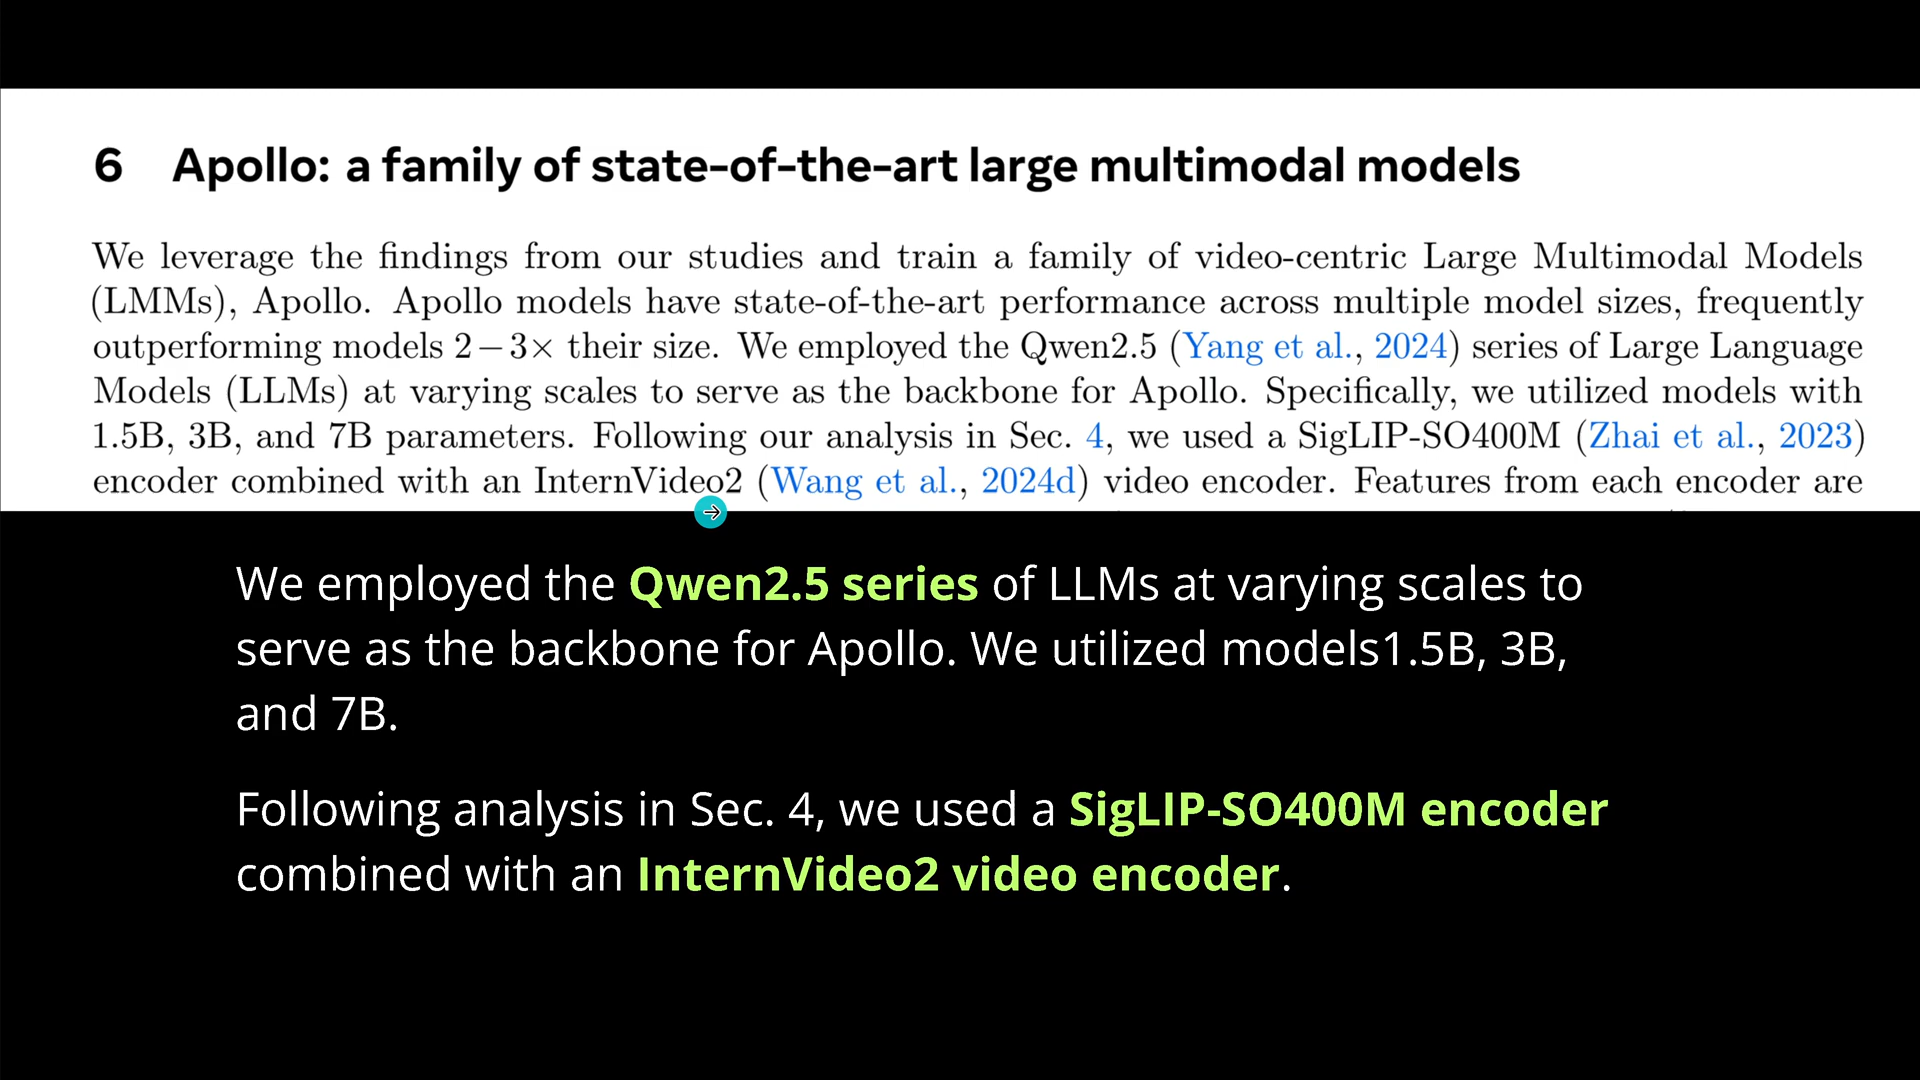 6 Apollo: a family of state-of-the-art large multimodal models
We leverage the findings from our studies and train a family of video-centric Large Multimodal Models
(LMMs), Apollo. Apollo models have state-of-the-art performance across multiple model sizes, frequently
outperforming models 2−3× their size. We employed the Qwen2.5 (Yang et al., 2024) series of Large Language
Models (LLMs) at varying scales to serve as the backbone for Apollo. Specifically, we utilized models with
1.5B, 3B, and 7B parameters. Following our analysis in Sec. 4, we used a SigLIP-SO400M (Zhai et al., 2023)
encoder combined with an InternVideo2 (Wang et al., 2024d) video encoder. Features from each encoder are
We employed the Qwen2.5 series of LLMs at varying scales to
serve as the backbone for Apollo. We utilized models1.5B, 3B,
and 7B.
Following analysis in Sec. 4, we used a SigLIP-SO400M encoder
combined with an InternVideo2 video encoder.